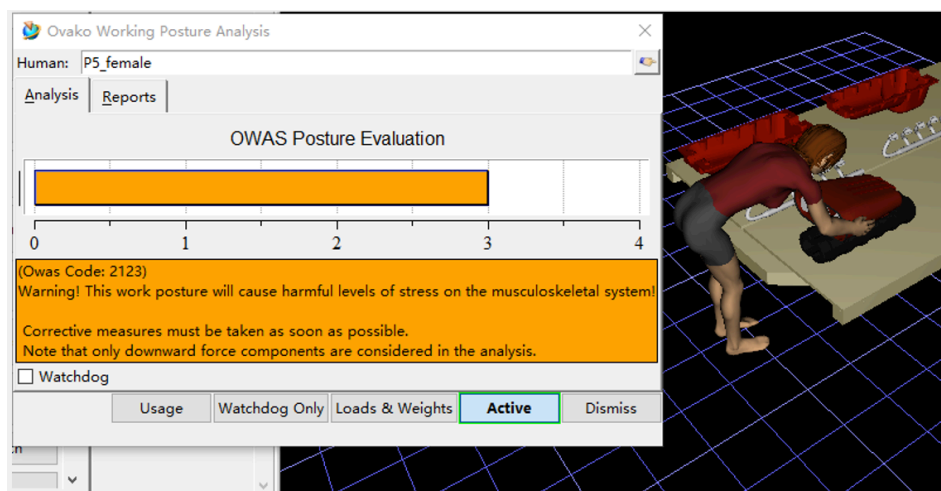 Ovako Working Posture Analysis
Human: P5_female
Analysis Reports
OWAS Posture Evaluation
0 1 2 3 4
(Owas Code: 2123)
Warning! This work posture will cause harmful levels of stress on the musculoskeletal system!
Corrective measures must be taken as soon as possible.
Note that only downward force components are considered in the analysis.
Watchdog
Usage Watchdog Only Loads & Weights Active Dismiss